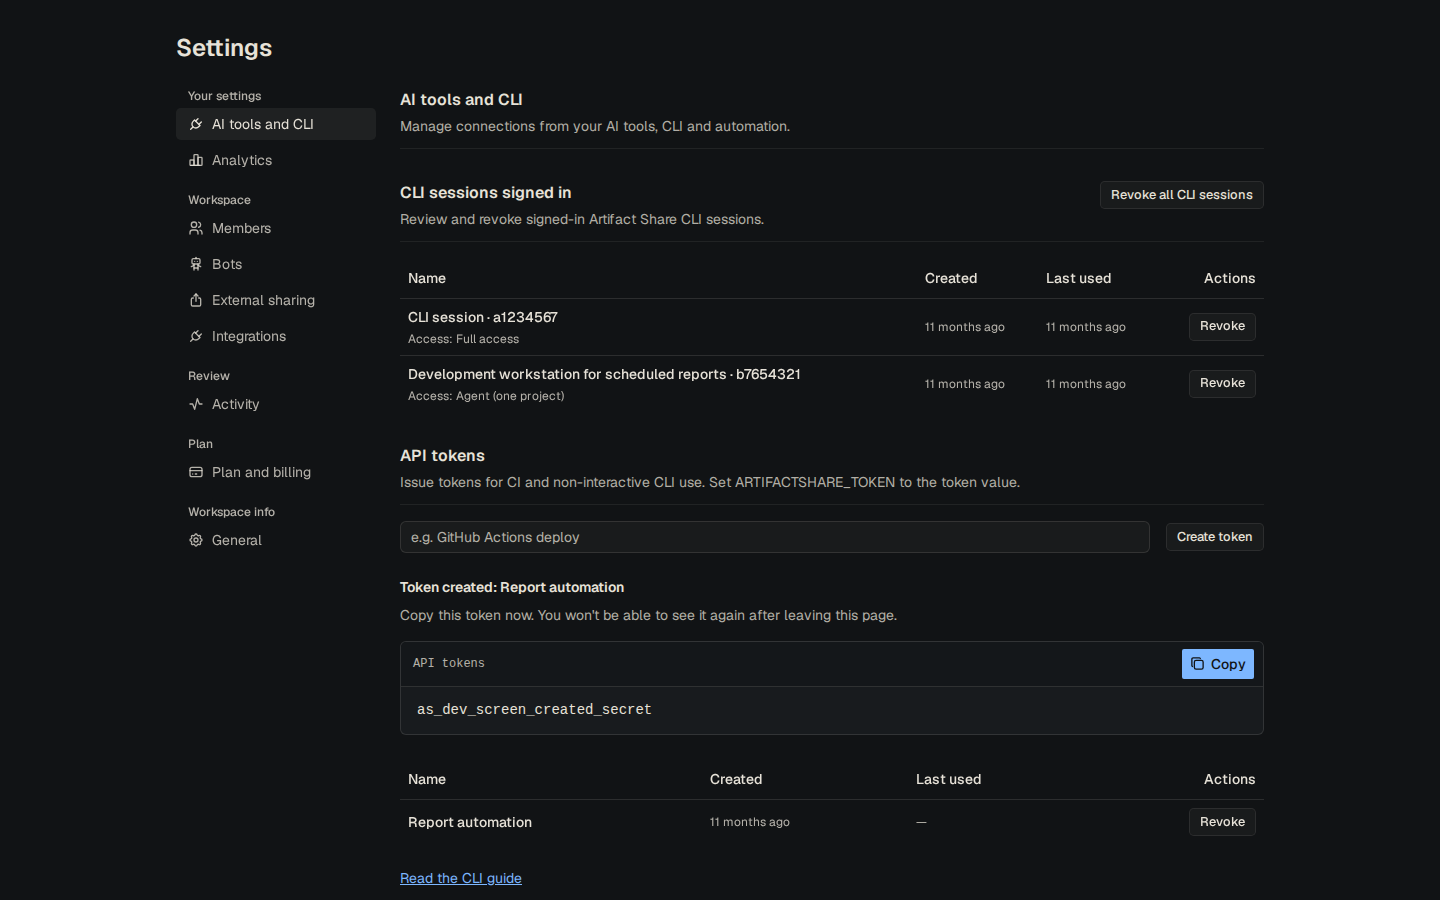 Settings
Your settings
AI tools and CLI
Analytics
Workspace
Members
Bots
External sharing
Integrations
Review
Activity
Plan
Plan and billing
Workspace info
General
AI tools and CLI
Manage connections from your AI tools, CLI and automation.
CLI sessions signed in
Review and revoke signed-in Artifact Share CLI sessions.
Revoke all CLI sessions
Name Created Last used Actions
CLI session · a1234567
Access: Full access
11 months ago 11 months ago Revoke
Development workstation for scheduled reports · b7654321
Access: Agent (one project)
11 months ago 11 months ago Revoke
API tokens
Issue tokens for CI and non-interactive CLI use. Set ARTIFACTSHARE_TOKEN to the token value.
e.g. GitHub Actions deploy
Create token
Token created: Report automation
Copy this token now. You won't be able to see it again after leaving this page.
API tokens
Copy
as_dev_screen_created_secret
Name Created Last used Actions
Report automation 11 months ago — Revoke
Read the CLI guide